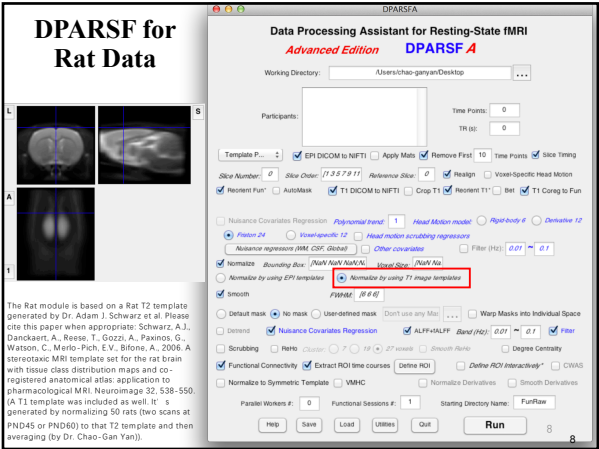 DPARSF for
Rat Data
L
S
A
1
The Rat module is based on a Rat T2 template
generated by Dr. Adam J. Schwarz et al. Please
cite this paper when appropriate: Schwarz, A.J.,
Danckaert, A., Reese, T., Gozzi, A., Paxinos, G.,
Watson, C., Merlo-Pich, E.V., Bifone, A., 2006. A
stereotaxic MRI template set for the rat brain
with tissue class distribution maps and co-
registered anatomical atlas: application to
pharmacological MRI. Neuroimage 32, 538-550.
(A T1 template was included as well. It's
generated by normalizing 50 rats (two scans at
PND45 or PND60) to that T2 template and then
averaging (by Dr. Chao-Gan Yan)).
DPARSFA
Data Processing Assistant for Resting-State fMRI
Advanced Edition DPARSF A
Working Directory: /Users/chao-ganyan/Desktop ...
Participants:
Time Points: 0
TR (s): 0
Template P... EPI DICOM to NIFTI Apply Mats Remove First 10 Time Points Slice Timing
Slice Number: 0 Slice Order: [1 3 5 7 9 11 Reference Slice: 0 Realign Voxel-Specific Head Motion
Reorient Fun* AutoMask T1 DICOM to NIFTI Crop T1 Reorient T1* Bet T1 Coreg to Fun
Nuisance Covariates Regression Polynomial trend: 1 Head Motion model: Rigid-body 6 Derivative 12
Friston 24 Voxel-specific 12 Head motion scrubbing regressors
Nuisance regressors (WM, CSF, Global) Other covariates Filter (Hz): 0.01 ~ 0.1
Normalize Bounding Box: [NaN NaN NaN;N Voxel Size: [NaN Na
Normalize by using EPI templates Normalize by using T1 image templates
Smooth FWHM: [6 6 6]
Default mask No mask User-defined mask Don't use any Mas ... Warp Masks into Individual Space
Detrend Nuisance Covariates Regression ALFF+fALFF Band (Hz): 0.01 ~ 0.1 Filter
Scrubbing ReHo Cluster: 7 19 27 voxels Smooth ReHo Degree Centrality
Functional Connectivity Extract ROI time courses Define ROI Define ROI Interactively* CWAS
Normalize to Symmetric Template VMHC Normalize Derivatives Smooth Derivatives
Parallel Workers #: 0 Functional Sessions #: 1 Starting Directory Name: FunRaw
Help Save Load Utilities Quit Run
8
8